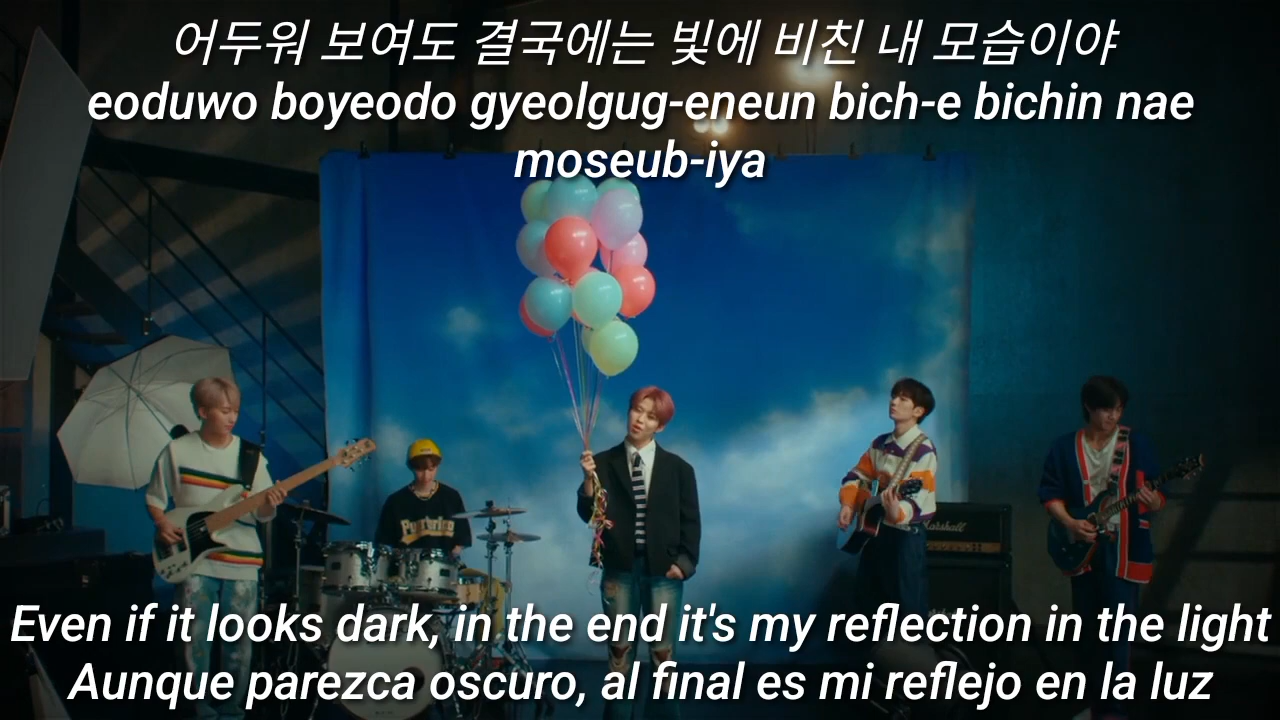 어두워 보여도 결국에는 빛에 비친 내 모습이야
eoduwo boyeodo gyeolgug-eneun bich-e bichin nae
moseub-iya
Marshall
Even if it looks dark, in the end it's my reflection in the light
Aunque parezca oscuro, al final es mi reflejo en la luz